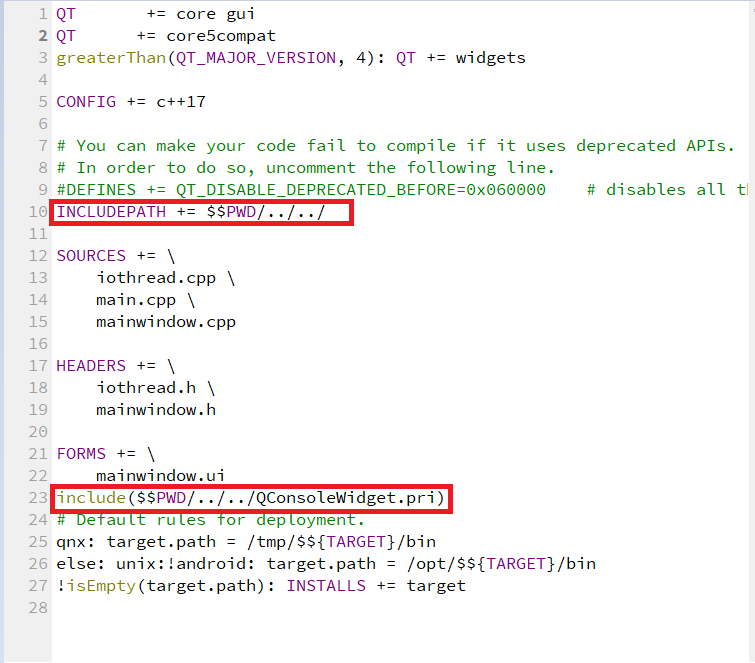 1 QT       += core gui
2 QT      += core5compat
3 greaterThan(QT_MAJOR_VERSION, 4): QT += widgets
4
5 CONFIG += c++17
6
7 # You can make your code fail to compile if it uses deprecated APIs.
8 # In order to do so, uncomment the following line.
9 #DEFINES += QT_DISABLE_DEPRECATED_BEFORE=0x060000    # disables all th
10 INCLUDEPATH += $$PWD/../../
11
12 SOURCES += \
13     iothread.cpp \
14     main.cpp \
15     mainwindow.cpp
16
17 HEADERS += \
18     iothread.h \
19     mainwindow.h
20
21 FORMS += \
22     mainwindow.ui
23 include($$PWD/../../QConsoleWidget.pri)
24 # Default rules for deployment.
25 qnx: target.path = /tmp/$${TARGET}/bin
26 else: unix:!android: target.path = /opt/$${TARGET}/bin
27 !isEmpty(target.path): INSTALLS += target
28